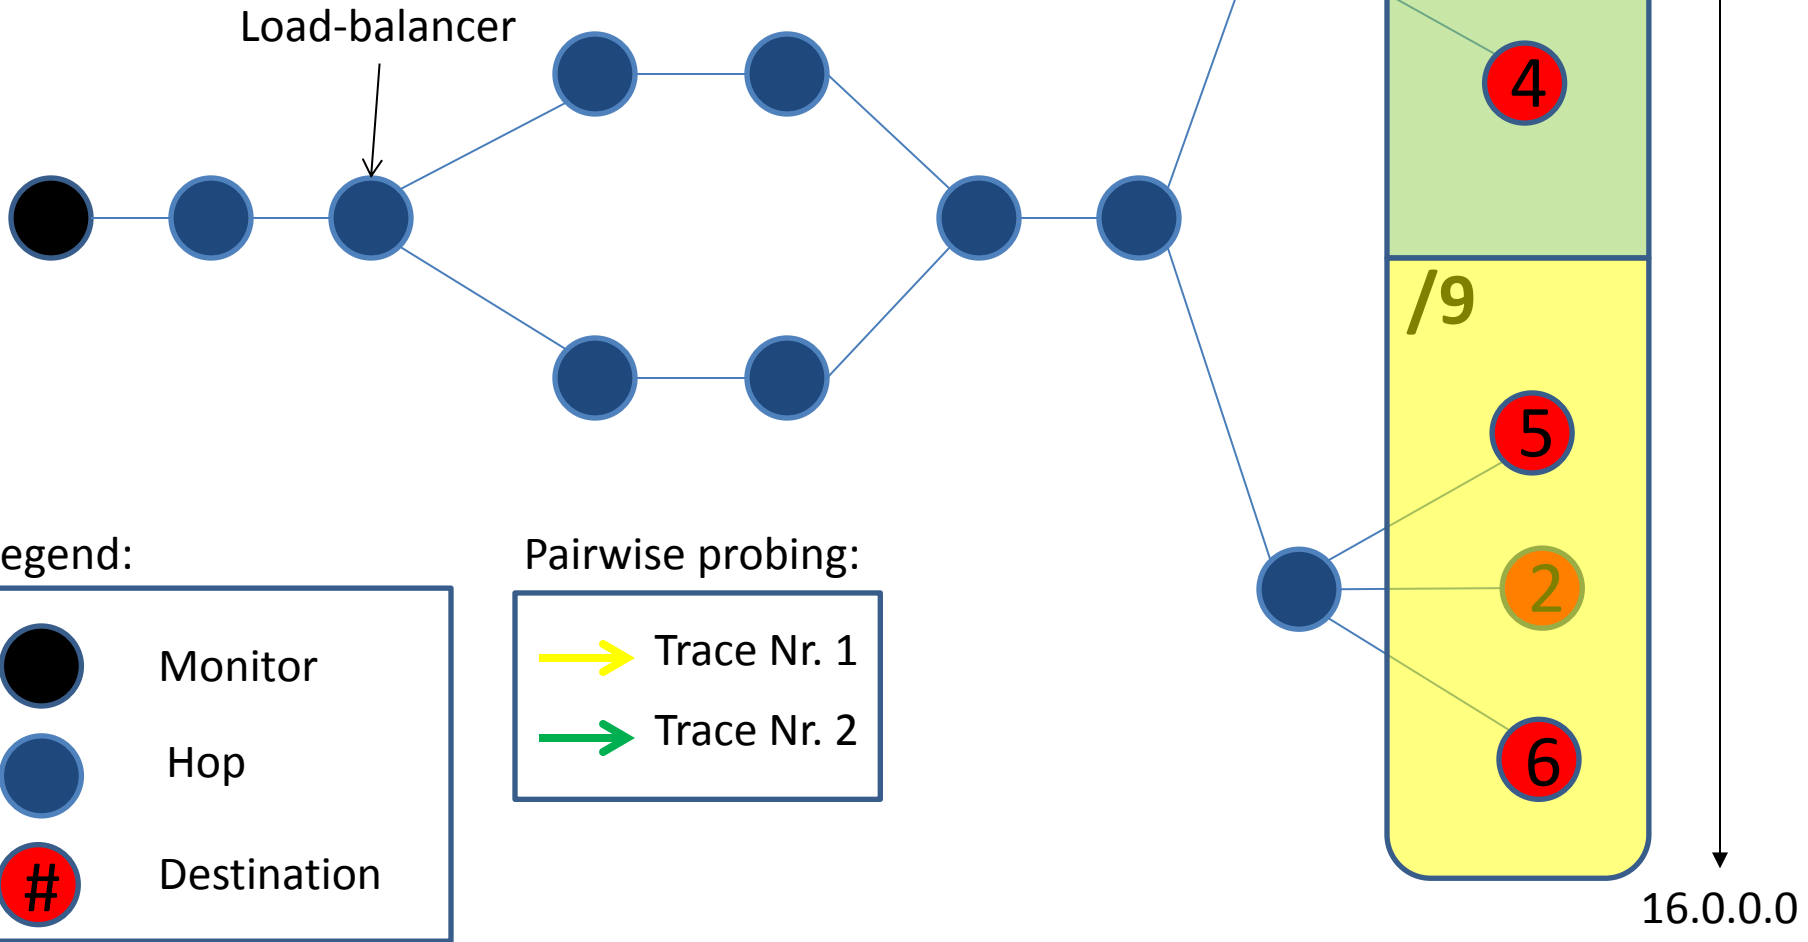 Load-balancer
4
/9
5
2
6
egend:
Monitor
Hop
#
Destination
Pairwise probing:
Trace Nr. 1
Trace Nr. 2
16.0.0.0